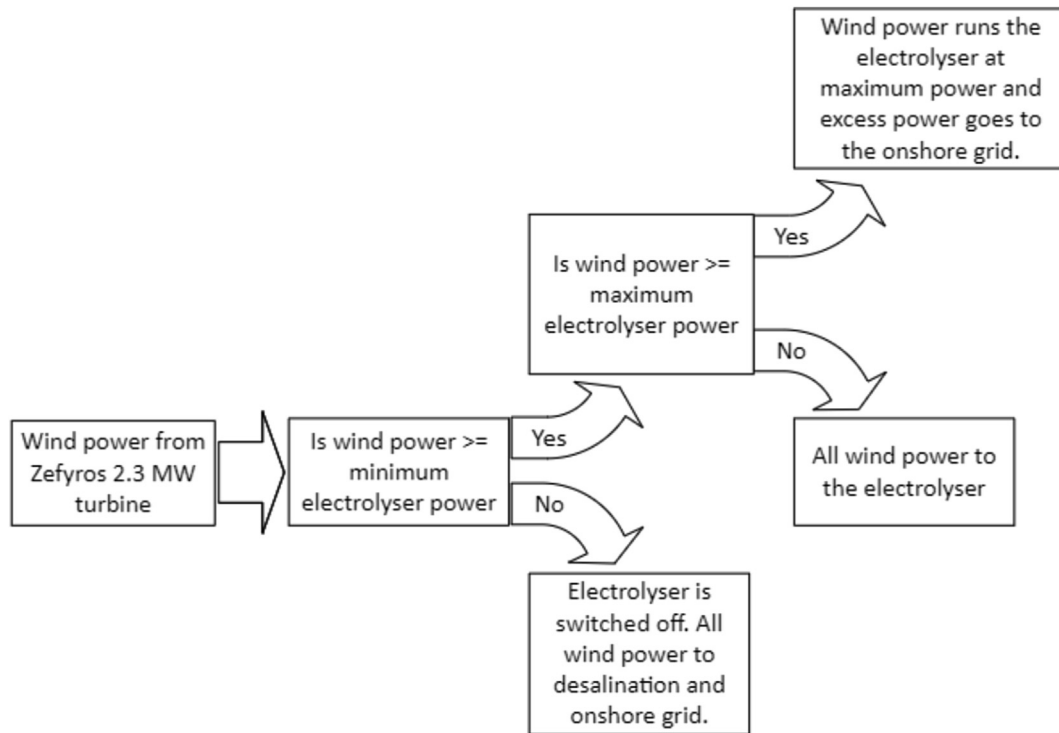 Wind power from
Zefyros 2.3 MW
turbine
Is wind power >=
minimum
electrolyser power
Yes
No
Is wind power >=
maximum
electrolyser power
Yes
No
Wind power runs the
electrolyser at
maximum power and
excess power goes to
the onshore grid.
All wind power to
the electrolyser
Electrolyser is
switched off. All
wind power to
desalination and
onshore grid.